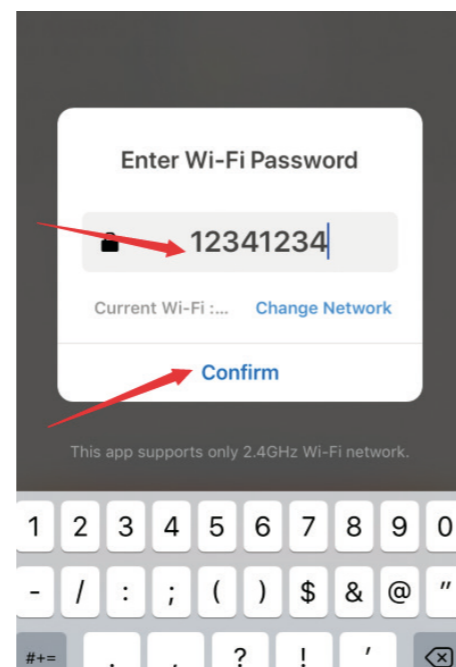 Enter Wi-Fi Password
12341234
Current Wi-Fi :... Change Network
Confirm
This app supports only 2.4GHz Wi-Fi network.
1 2 3 4 5 6 7 8 9 0
- / : ; ( ) $ & @ "
#+= . , ? ! '